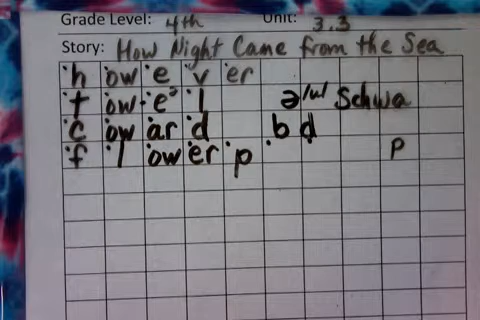 Grade Level: 4th Unit: 3.3
Story: How Night Came from the Sea
h ow e v er
t ow e l ə /u/ Schwa
c ow ar d b d
f l ow er p p